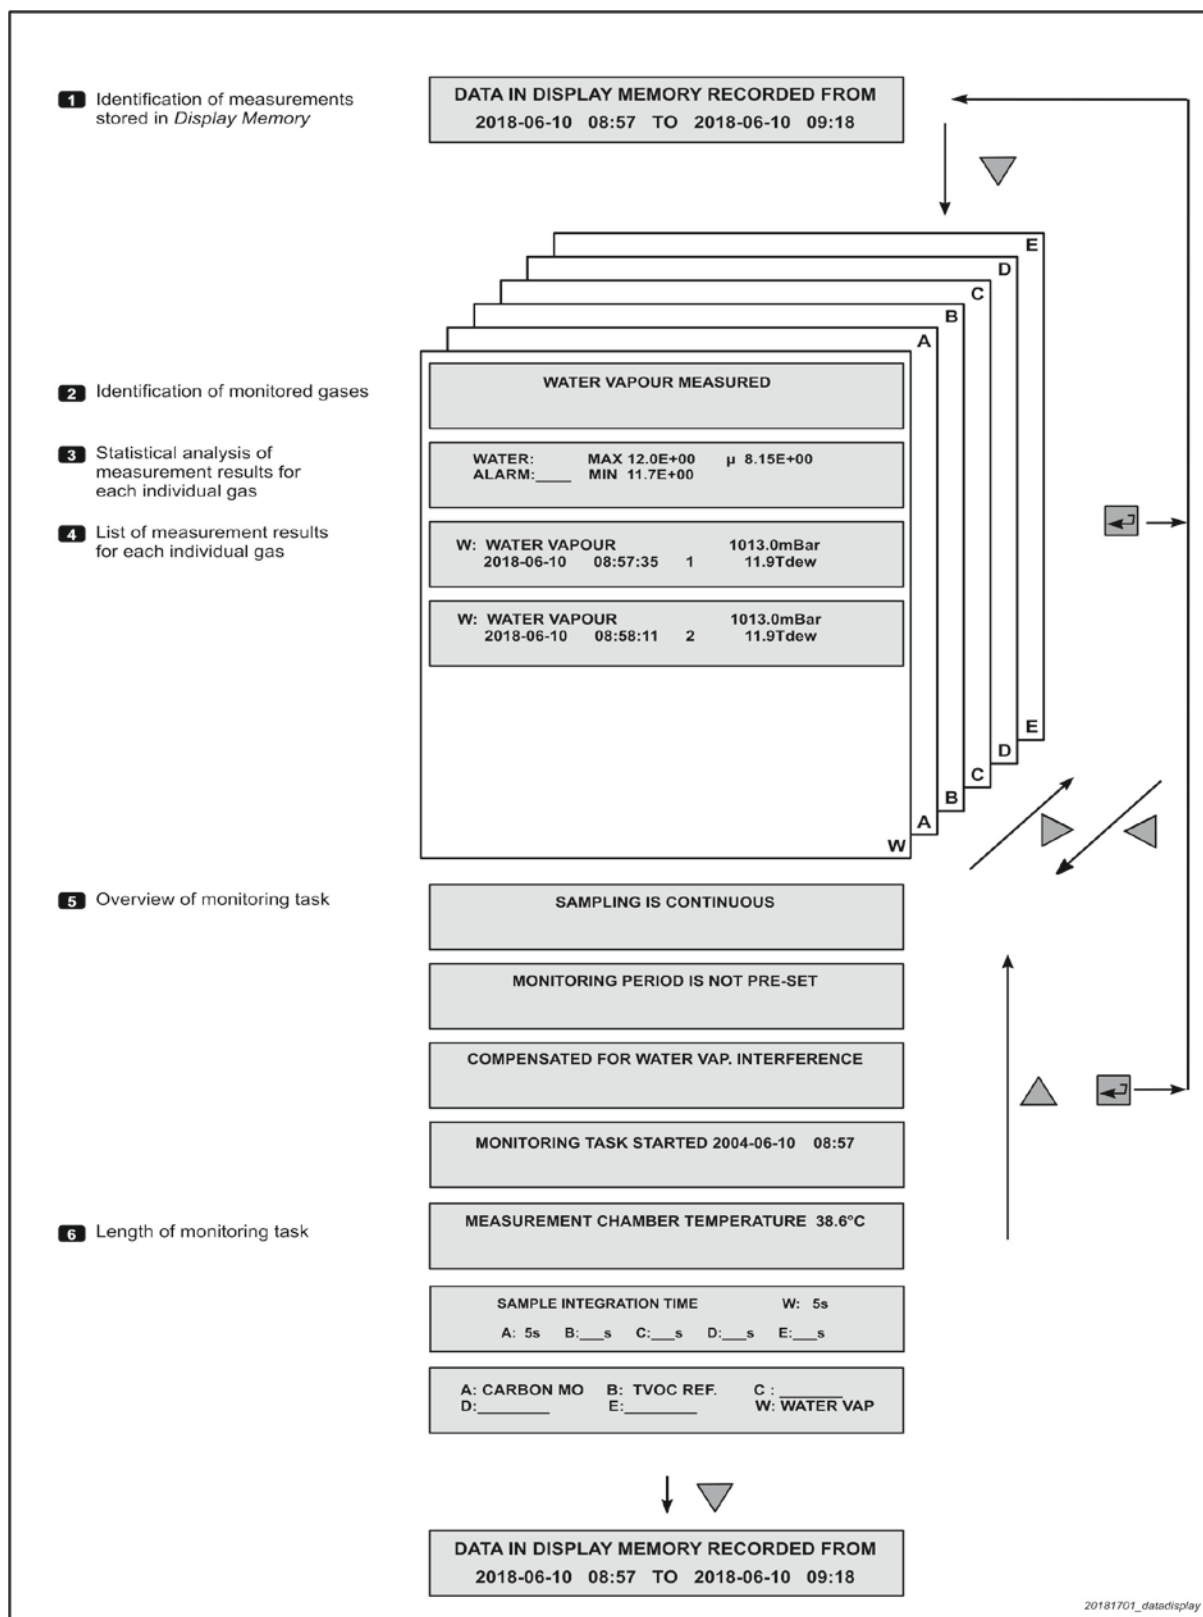 1 Identification of measurements
stored in Display Memory
DATA IN DISPLAY MEMORY RECORDED FROM
2018-06-10 08:57 TO 2018-06-10 09:18
E
D
C
B
A
2 Identification of monitored gases
WATER VAPOUR MEASURED
3 Statistical analysis of
measurement results for
each individual gas
WATER: MAX 12.0E+00 µ 8.15E+00
ALARM:____ MIN 11.7E+00
4 List of measurement results
for each individual gas
W: WATER VAPOUR 1013.0mBar
2018-06-10 08:57:35 1 11.9Tdew
W: WATER VAPOUR 1013.0mBar
2018-06-10 08:58:11 2 11.9Tdew
E
D
C
B
A
W
5 Overview of monitoring task
SAMPLING IS CONTINUOUS
MONITORING PERIOD IS NOT PRE-SET
COMPENSATED FOR WATER VAP. INTERFERENCE
MONITORING TASK STARTED 2004-06-10 08:57
6 Length of monitoring task
MEASUREMENT CHAMBER TEMPERATURE 38.6°C
SAMPLE INTEGRATION TIME W: 5s
A: 5s B:___s C:___s D:___s E:___s
A: CARBON MO B: TVOC REF. C : _______
D:________ E:________ W: WATER VAP
DATA IN DISPLAY MEMORY RECORDED FROM
2018-06-10 08:57 TO 2018-06-10 09:18
20181701_datadisplay